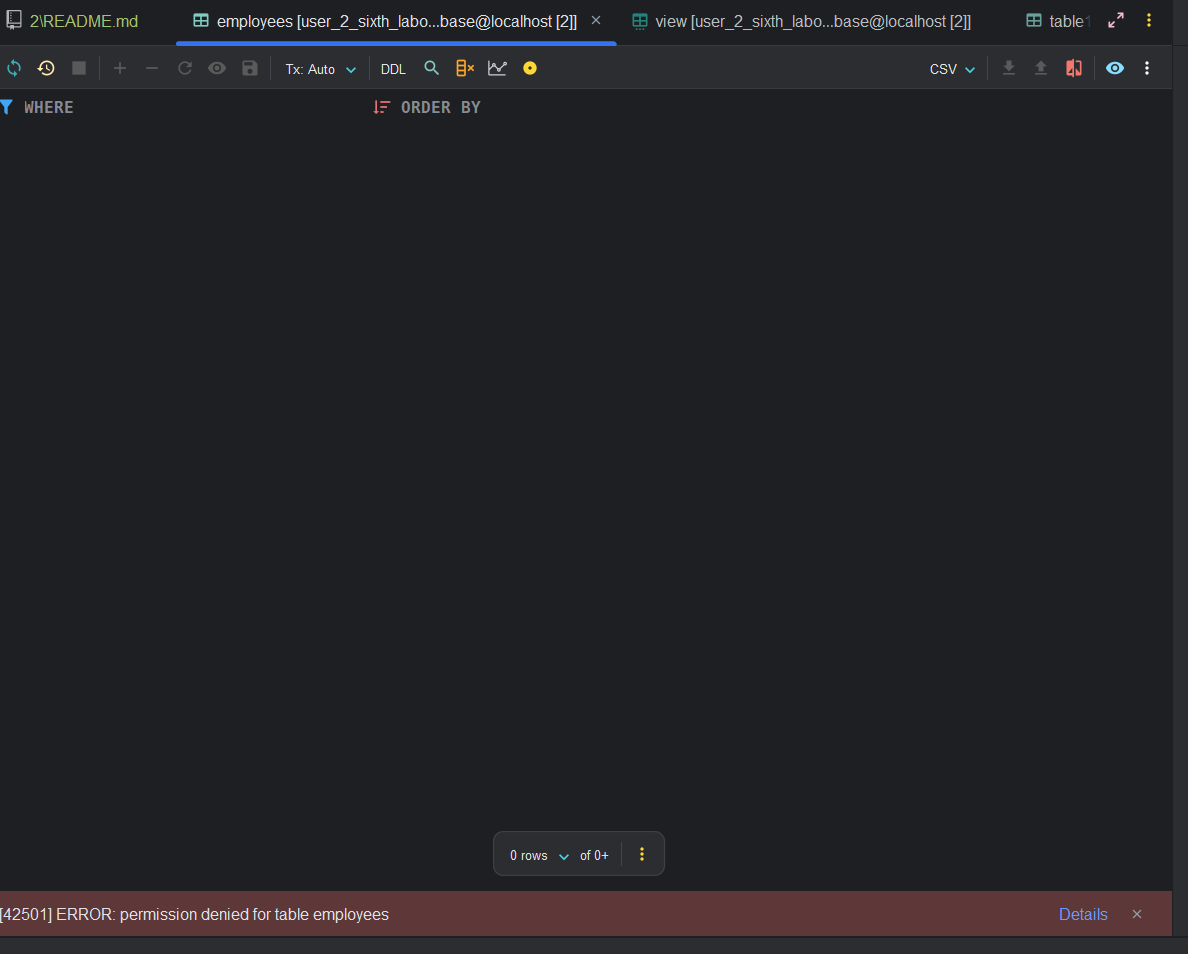 2\README.md
employees [user_2_sixth_labo...base@localhost [2]]
view [user_2_sixth_labo...base@localhost [2]]
table1
Tx: Auto
DDL
CSV
WHERE
ORDER BY
0 rows
of 0+
[42501] ERROR: permission denied for table employees
Details